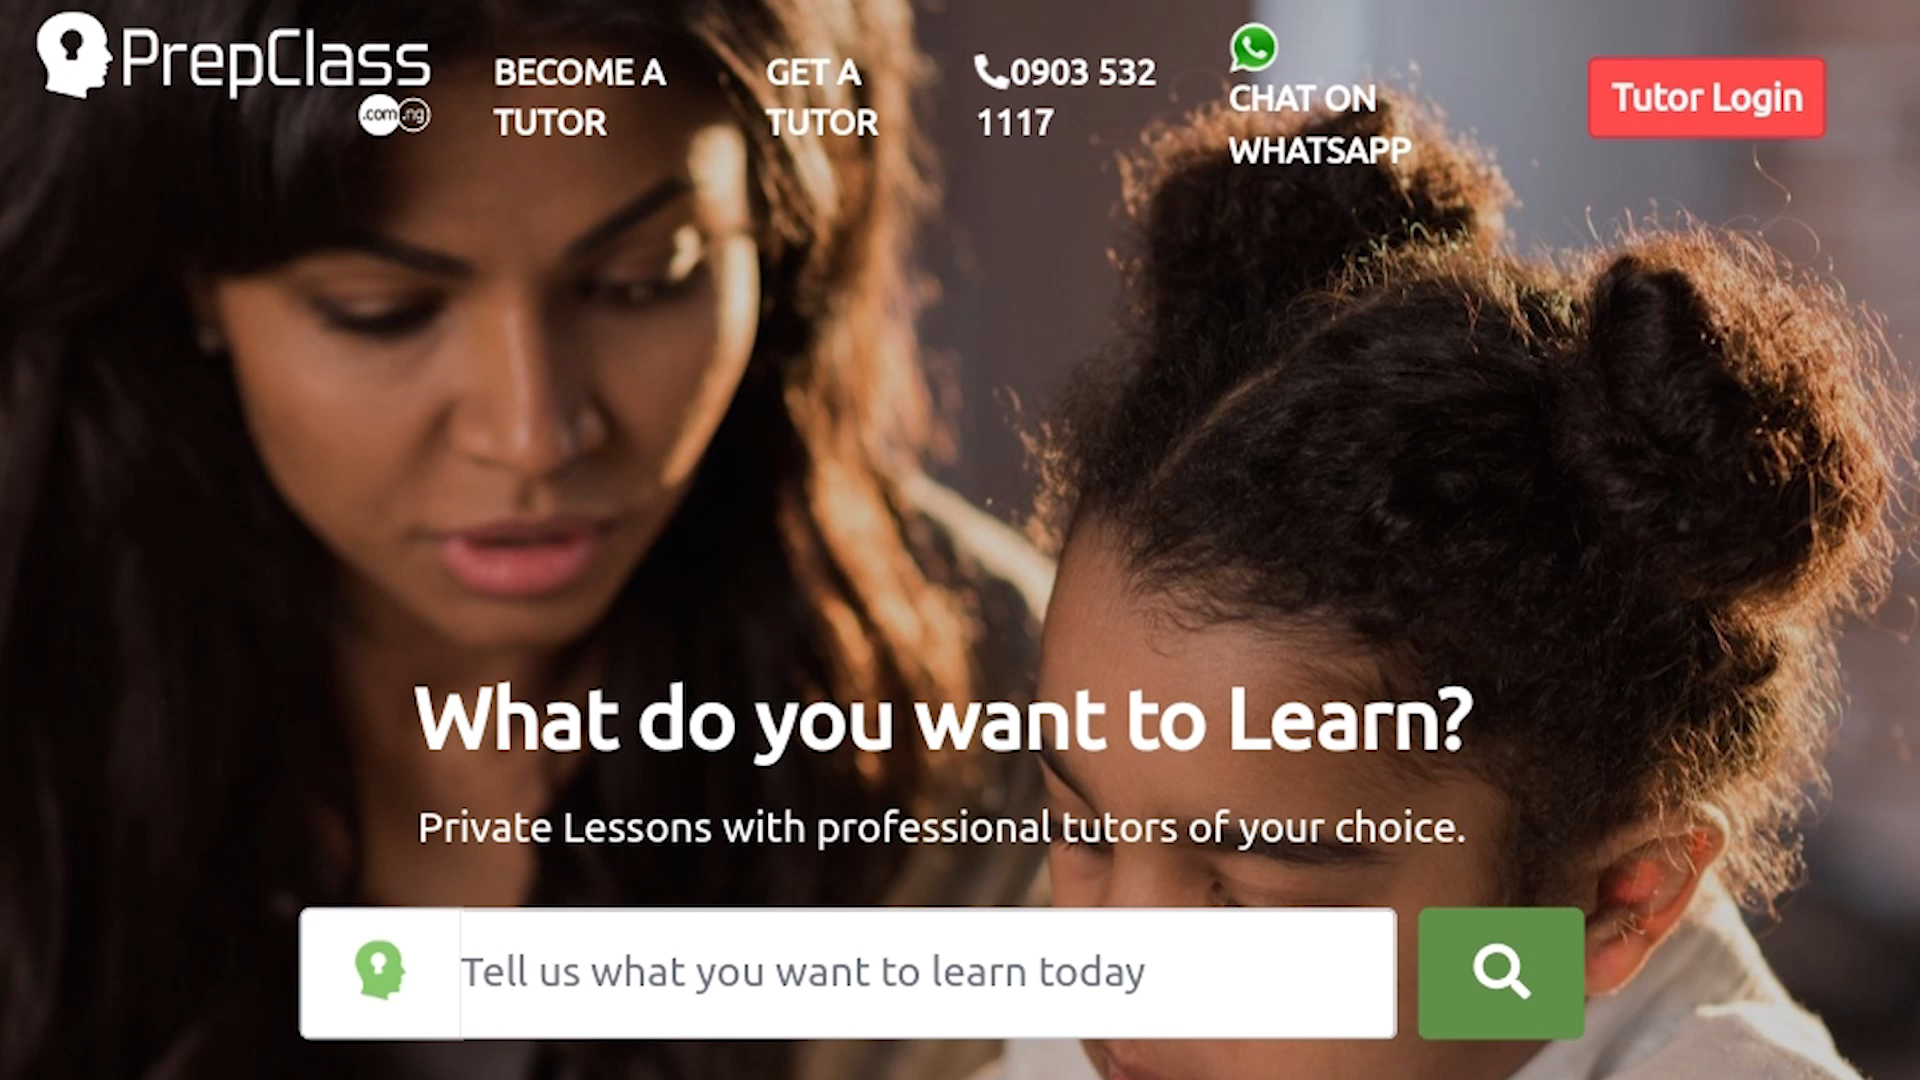 PrepClass
.com .ng
BECOME A
TUTOR
GET A
TUTOR
0903 532
1117
CHAT ON
WHATSAPP
Tutor Login
What do you want to Learn?
Private Lessons with professional tutors of your choice.
Tell us what you want to learn today